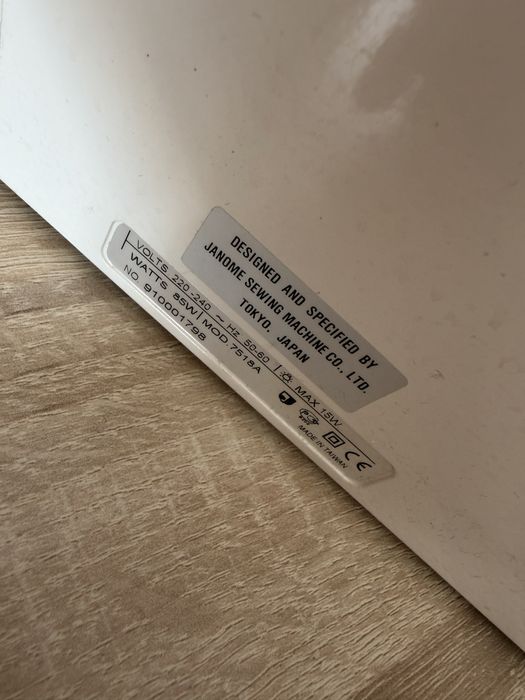 DESIGNED AND SPECIFIED BY
JANOME SEWING MACHINE CO., LTD.
TOKYO, JAPAN
VOLTS 220-240 ~ Hz 50-60 MAX 15W
WATTS 85W MOD.7518A
NO 910001798
CE
MADE IN TAIWAN